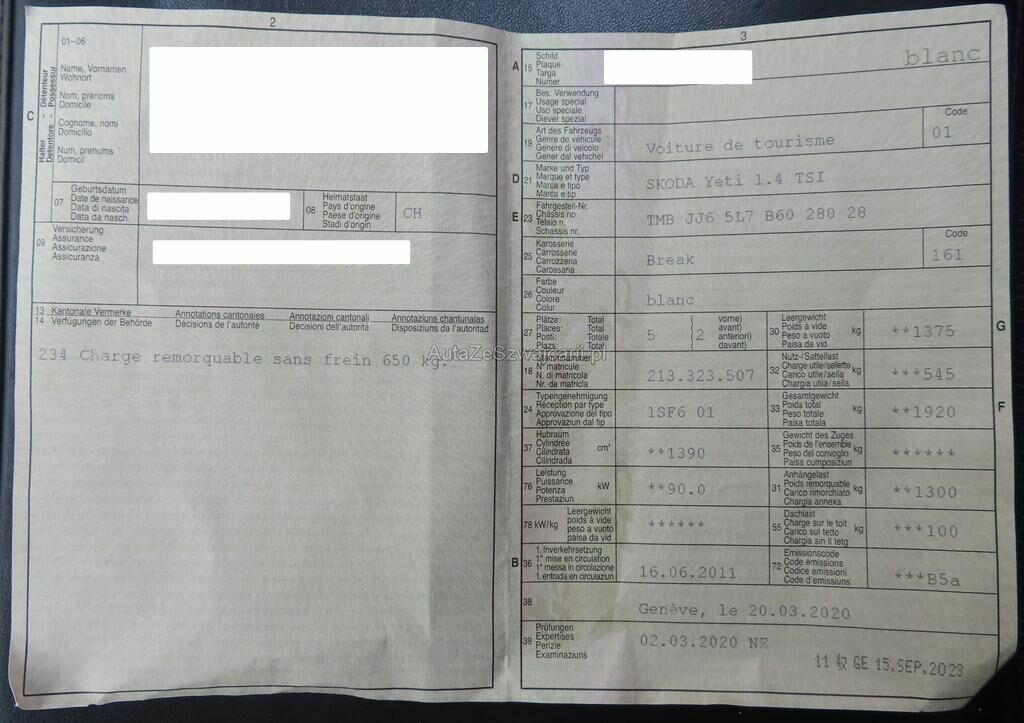 2
01-06
C
Halter - Détenteur
Detentore - Possessur
Name, Vornamen
Wohnort
Nom, prénoms
Domicile
Cognome, nomi
Domicilio
Num, prenums
Domicil
07
Geburtsdatum
Date de naissance
Data di nascita
Data da nasch.
08
Heimatstaat
Pays d'origine
Paese d'origine
Stadi d'origin
CH
09
Versicherung
Assurance
Assicurazione
Assicuranza
13 Kantonale Vermerke Annotations cantonales Annotazioni cantonali Annotaziuns chantunalas
14 Verfügungen der Behörde Décisions de l'autorité Decisioni dell'autorità Disposiziuns da l'autoritad
234 Charge remorquable sans frein 650 kg.
AutaZeSzwajcarii.pl
3
A 15
Schild
Plaque
Targa
Numer
blanc
17
Bes. Verwendung
Usage spécial
Uso speciale
Diever spezial
19
Art des Fahrzeugs
Genre de véhicule
Genere di veicolo
Gener dal vehichel
Voiture de tourisme
Code
01
D 21
Marke und Typ
Marque et type
Marca e tipo
Marca e tip
SKODA Yeti 1.4 TSI
E 23
Fahrgestell-Nr.
Châssis no
Telaio n.
Schassis nr.
TMB JJ6 5L7 B60 280 28
25
Karosserie
Carrosserie
Carrozzeria
Carossaria
Break
Code
161
26
Farbe
Couleur
Colore
Colur
blanc
27
Plätze: Total
Places: Total
Posti: Totale
Plazs: Total
5
{2
vorne)
avant)
anteriori)
davant)
30
Leergewicht
Poids à vide
Peso a vuoto
Paisa da vid
kg
**1375
G
18
Stammnummer
N° matricule
N. di matricola
Nr. da matricla
213.323.507
32
Nutz-/Sattellast
Charge utile/sellette
Carico utile/sella
Chargia utila/sella
kg
***545
24
Typengenehmigung
Réception par type
Approvazione del tipo
Approvaziun dal tip
1SF6 01
33
Gesamtgewicht
Poids total
Peso totale
Paisa totala
kg
**1920
F
37
Hubraum
Cylindrée
Cilindrata
Cilindrada
cm³
**1390
35
Gewicht des Zuges
Poids de l'ensemble
Peso del convoglio
Paisa cumposiziun
kg
******
76
Leistung
Puissance
Potenza
Prestaziun
kW
**90.0
31
Anhängelast
Poids remorquable
Carico rimorchiato
Chargia annexa
kg
**1300
78 kW/kg
Leergewicht
poids à vide
peso a vuoto
paisa da vid
******
55
Dachlast
Charge sur le toit
Carico sul tetto
Chargia sin il tetg
kg
***100
B 36
1. Inverkehrsetzung
1re mise en circulation
1a messa in circolazione
1. entrada en circulaziun
16.06.2011
72
Emissionscode
Code émissions
Codice emissioni
Code d'emissiuns
***B5a
38
Genève, le 20.03.2020
39
Prüfungen
Expertises
Perizie
Examinaziuns
02.03.2020 NE
11 GE 15.SEP.2023